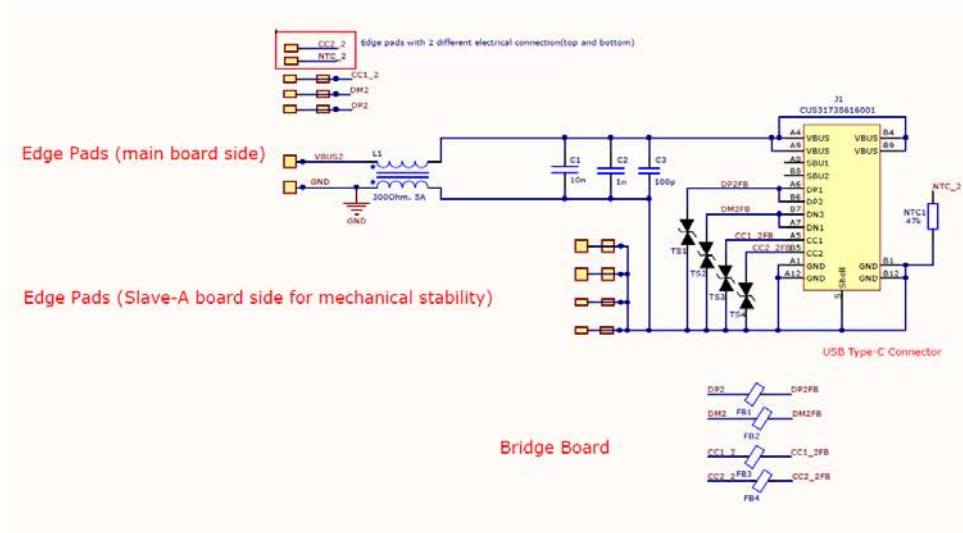 CC2_2
Edge pads with 2 different electrical connection(top and bottom)
NTC_2
CC1_2
DM2
DP2
J1
CUS31738616001
Edge Pads (main board side)
VBUS2
L1
GND
300Ohm, 5A
GND
C1
10n
C2
1n
C3
100p
A4 VBUS VBUS B4
A9 VBUS VBUS B9
SBU1
B8 SBU2
A6 DP1
B6 DP2
B7 DN2
A7 DN1
A5 CC1
B5 CC2
A1 GND GND B1
A12 GND GND B12
S Shell
DP2FB
DM2FB
CC1_2FB
CC2_2FB
TS1
TS2
TS3
TS4
NTC_2
NTC1
47k
Edge Pads (Slave-A board side for mechanical stability)
USB Type-C Connector
Bridge Board
DP2 DP2FB
FB1
DM2 DM2FB
FB2
CC1_2 CC1_2FB
FB3
CC2_2 CC2_2FB
FB4